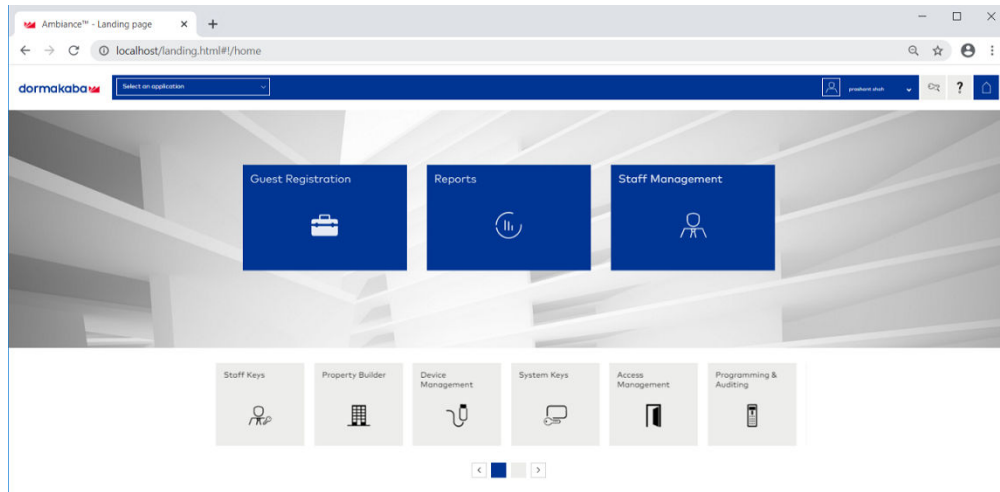 Ambiance™ - Landing page
localhost/landing.html#!/home
dormakaba
Select an application
prashant shah
?
Guest Registration
Reports
Staff Management
Staff Keys
Property Builder
Device
Management
System Keys
Access
Management
Programming &
Auditing